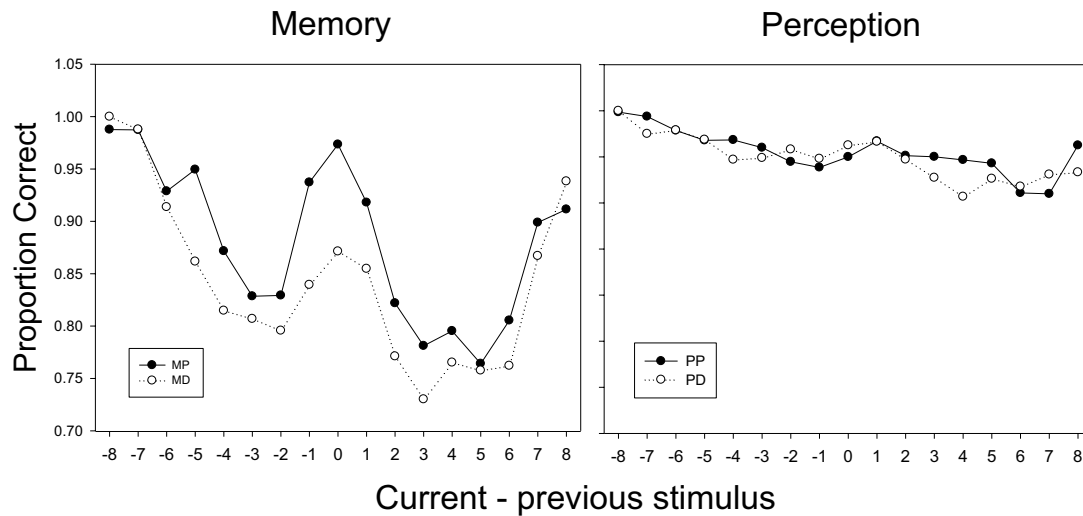 Memory
Perception
Proportion Correct
1.05
1.00
0.95
0.90
0.85
0.80
0.75
0.70
MP
MD
PP
PD
-8 -7 -6 -5 -4 -3 -2 -1 0 1 2 3 4 5 6 7 8
-8 -7 -6 -5 -4 -3 -2 -1 0 1 2 3 4 5 6 7 8
Current - previous stimulus